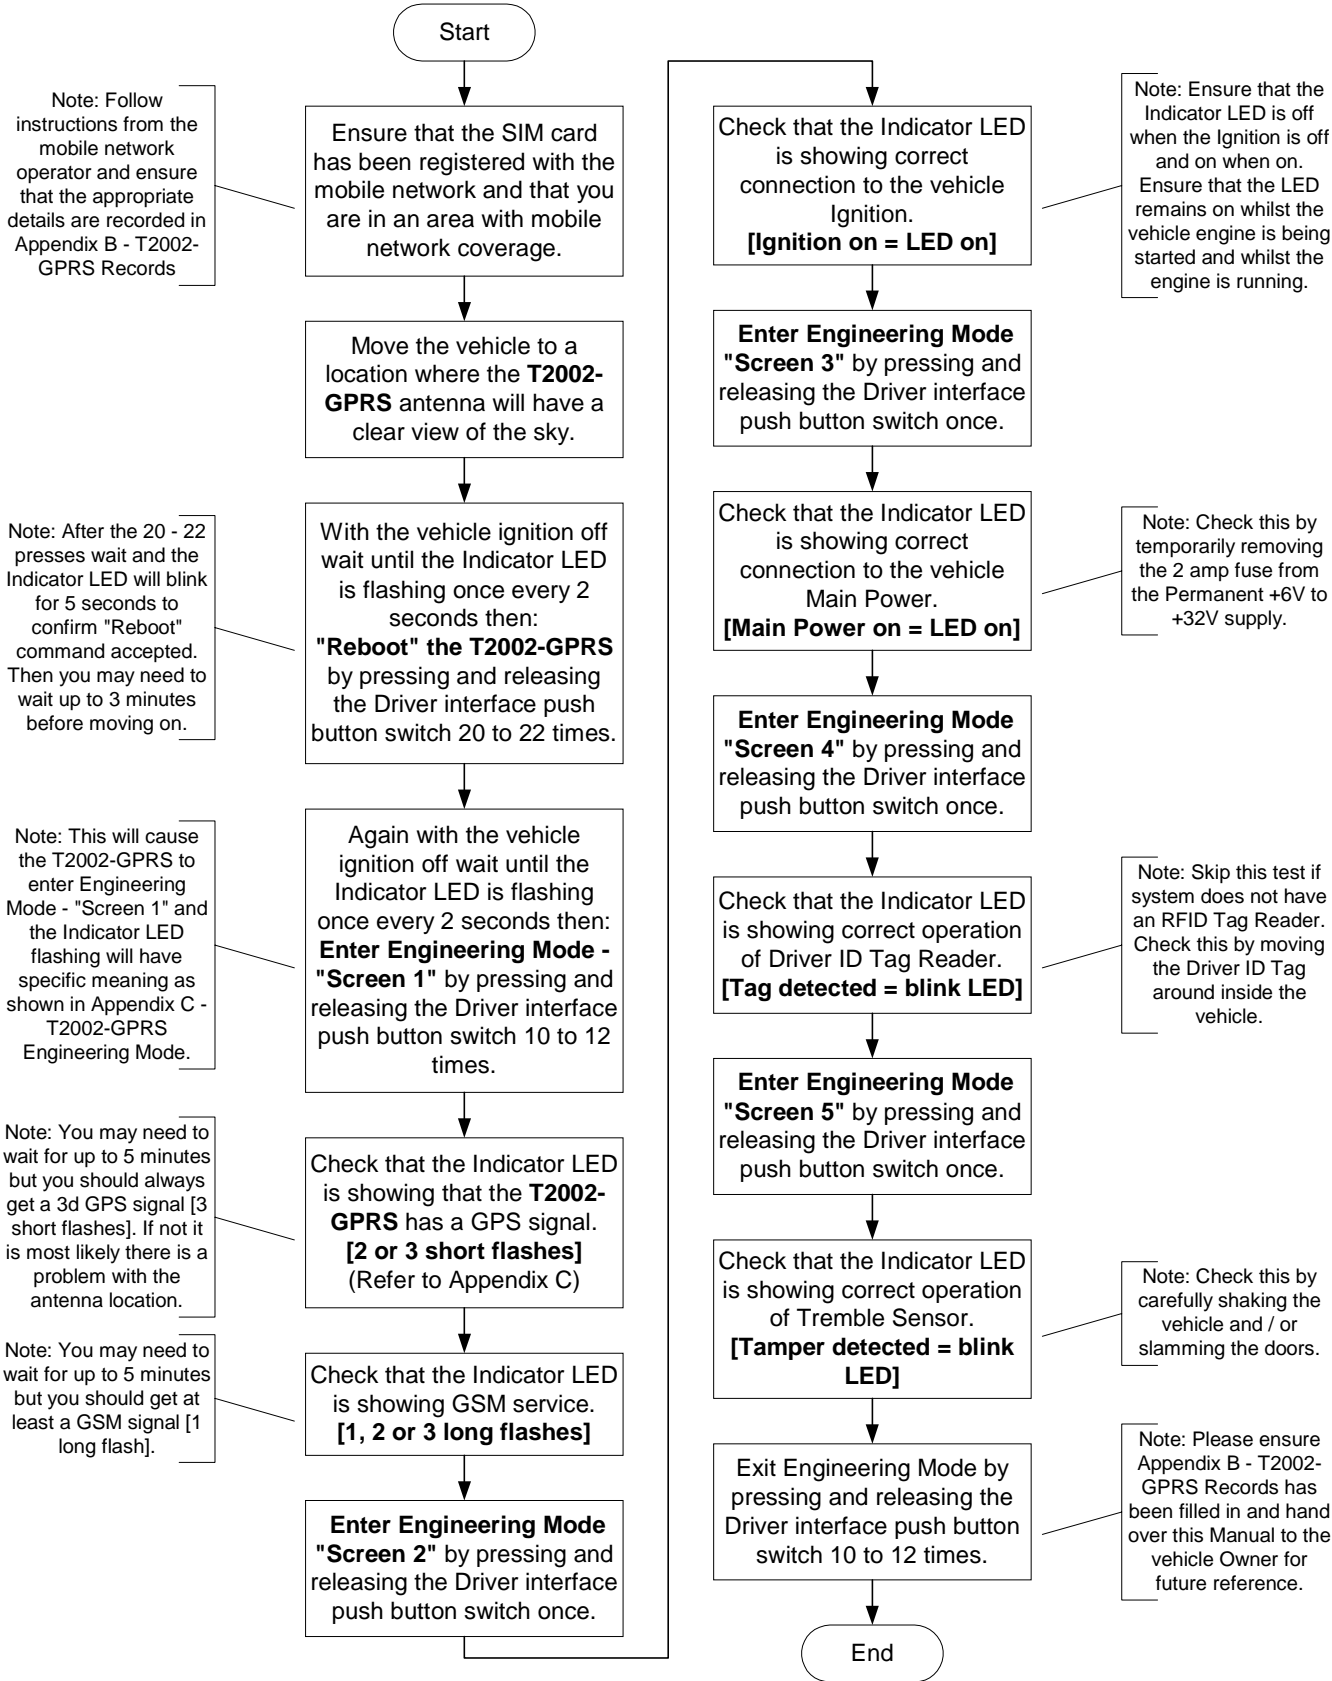 Start
Note: Follow
instructions from the
mobile network
operator and ensure
that the appropriate
details are recorded in
Appendix B - T2002-
GPRS Records
Ensure that the SIM card
has been registered with the
mobile network and that you
are in an area with mobile
network coverage.
Move the vehicle to a
location where the T2002-
GPRS antenna will have a
clear view of the sky.
Note: After the 20 - 22
presses wait and the
Indicator LED will blink
for 5 seconds to
confirm "Reboot"
command accepted.
Then you may need to
wait up to 3 minutes
before moving on.
With the vehicle ignition off
wait until the Indicator LED
is flashing once every 2
seconds then:
"Reboot" the T2002-GPRS
by pressing and releasing
the Driver interface push
button switch 20 to 22 times.
Note: This will cause
the T2002-GPRS to
enter Engineering
Mode - "Screen 1" and
the Indicator LED
flashing will have
specific meaning as
shown in Appendix C -
T2002-GPRS
Engineering Mode.
Again with the vehicle
ignition off wait until the
Indicator LED is flashing
once every 2 seconds then:
Enter Engineering Mode -
"Screen 1" by pressing and
releasing the Driver interface
push button switch 10 to 12
times.
Note: You may need to
wait for up to 5 minutes
but you should always
get a 3d GPS signal [3
short flashes]. If not it
is most likely there is a
problem with the
antenna location.
Check that the Indicator LED
is showing that the T2002-
GPRS has a GPS signal.
[2 or 3 short flashes]
(Refer to Appendix C)
Note: You may need to
wait for up to 5 minutes
but you should get at
least a GSM signal [1
long flash].
Check that the Indicator LED
is showing GSM service.
[1, 2 or 3 long flashes]
Enter Engineering Mode
"Screen 2" by pressing and
releasing the Driver interface
push button switch once.
Check that the Indicator LED
is showing correct
connection to the vehicle
Ignition.
[Ignition on = LED on]
Note: Ensure that the
Indicator LED is off
when the Ignition is off
and on when on.
Ensure that the LED
remains on whilst the
vehicle engine is being
started and whilst the
engine is running.
Enter Engineering Mode
"Screen 3" by pressing and
releasing the Driver interface
push button switch once.
Check that the Indicator LED
is showing correct
connection to the vehicle
Main Power.
[Main Power on = LED on]
Note: Check this by
temporarily removing
the 2 amp fuse from
the Permanent +6V to
+32V supply.
Enter Engineering Mode
"Screen 4" by pressing and
releasing the Driver interface
push button switch once.
Check that the Indicator LED
is showing correct operation
of Driver ID Tag Reader.
[Tag detected = blink LED]
Note: Skip this test if
system does not have
an RFID Tag Reader.
Check this by moving
the Driver ID Tag
around inside the
vehicle.
Enter Engineering Mode
"Screen 5" by pressing and
releasing the Driver interface
push button switch once.
Check that the Indicator LED
is showing correct operation
of Tremble Sensor.
[Tamper detected = blink
LED]
Note: Check this by
carefully shaking the
vehicle and / or
slamming the doors.
Exit Engineering Mode by
pressing and releasing the
Driver interface push button
switch 10 to 12 times.
Note: Please ensure
Appendix B - T2002-
GPRS Records has
been filled in and hand
over this Manual to the
vehicle Owner for
future reference.
End